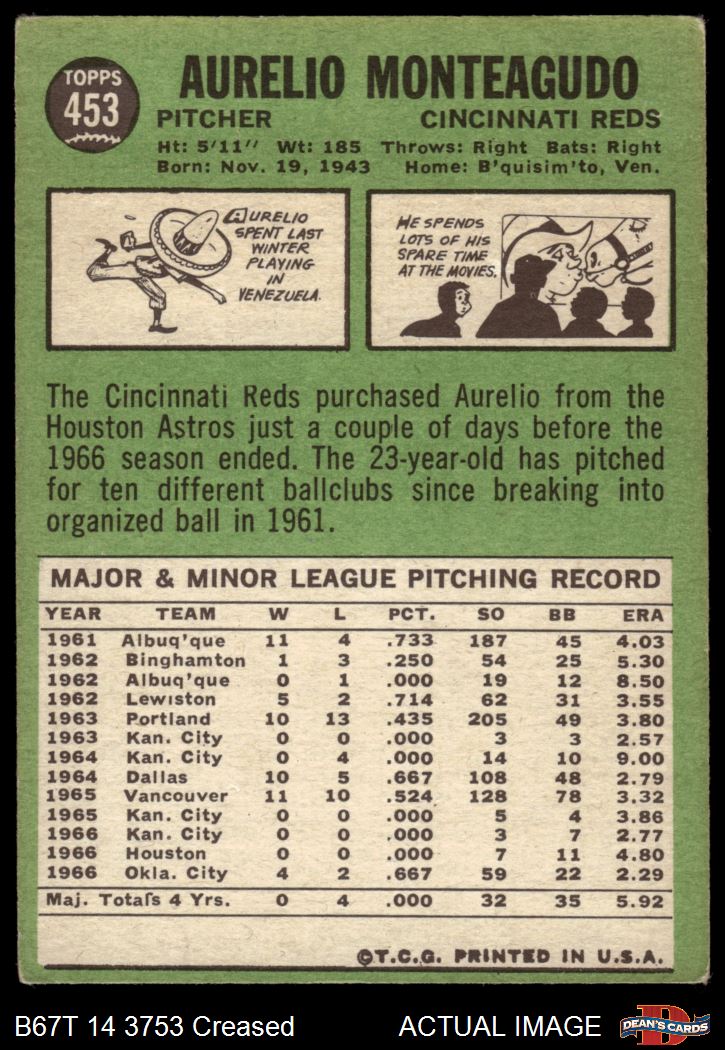 TOPPS
453
AURELIO MONTEAGUDO
PITCHER CINCINNATI REDS
Ht: 5'11" Wt: 185 Throws: Right Bats: Right
Born: Nov. 19, 1943 Home: B'quisim'to, Ven.
AURELIO
SPENT LAST
WINTER
PLAYING
IN
VENEZUELA.
HE SPENDS
LOTS OF HIS
SPARE TIME
AT THE MOVIES.
The Cincinnati Reds purchased Aurelio from the
Houston Astros just a couple of days before the
1966 season ended. The 23-year-old has pitched
for ten different ballclubs since breaking into
organized ball in 1961.
MAJOR & MINOR LEAGUE PITCHING RECORD
YEAR TEAM W L PCT. SO BB ERA
1961 Albuq'que 11 4 .733 187 45 4.03
1962 Binghamton 1 3 .250 54 25 5.30
1962 Albuq'que 0 1 .000 19 12 8.50
1962 Lewiston 5 2 .714 62 31 3.55
1963 Portland 10 13 .435 205 49 3.80
1963 Kan. City 0 0 .000 3 3 2.57
1964 Kan. City 0 4 .000 14 10 9.00
1964 Dallas 10 5 .667 108 48 2.79
1965 Vancouver 11 10 .524 128 78 3.32
1965 Kan. City 0 0 .000 5 4 3.86
1966 Kan. City 0 0 .000 3 7 2.77
1966 Houston 0 0 .000 7 11 4.80
1966 Okla. City 4 2 .667 59 22 2.29
Maj. Totals 4 Yrs. 0 4 .000 32 35 5.92
©T.C.G. PRINTED IN U.S.A.
B67T 14 3753 Creased ACTUAL IMAGE
D
DEAN'S CARDS